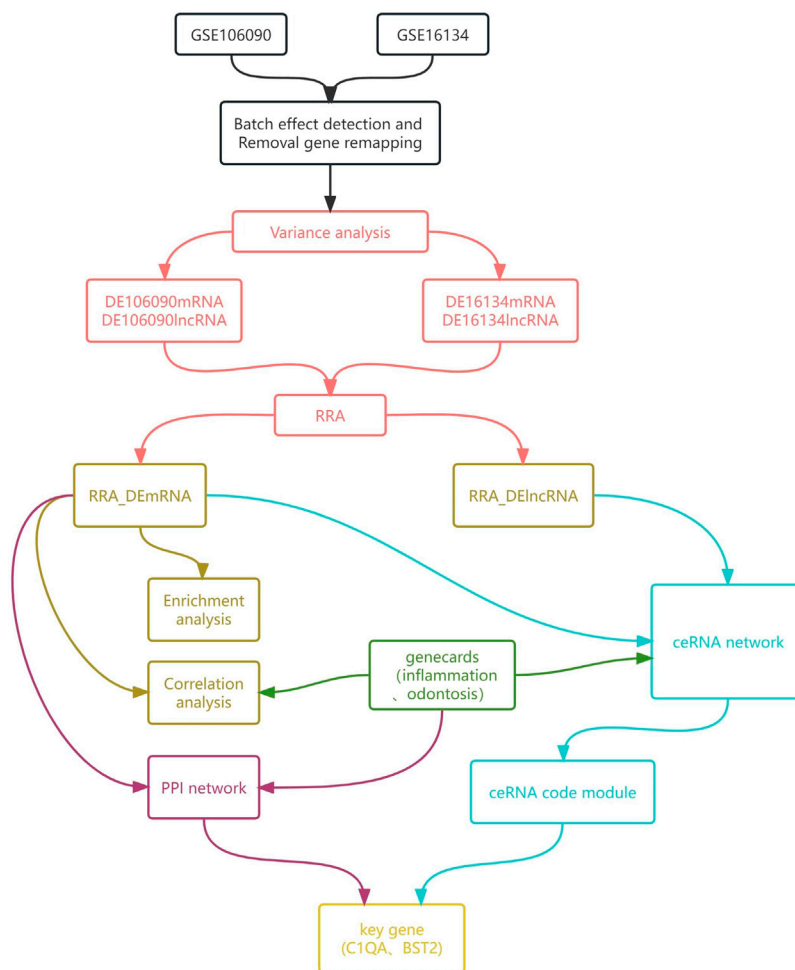 GSE106090
GSE16134
Batch effect detection and
Removal gene remapping
Variance analysis
DE106090mRNA
DE106090lncRNA
DE16134mRNA
DE16134lncRNA
RRA
RRA_DEmRNA
RRA_DElncRNA
Enrichment
analysis
ceRNA network
genecards
（inflammation
、odontosis）
Correlation
analysis
PPI network
ceRNA code module
key gene
(C1QA、BST2)